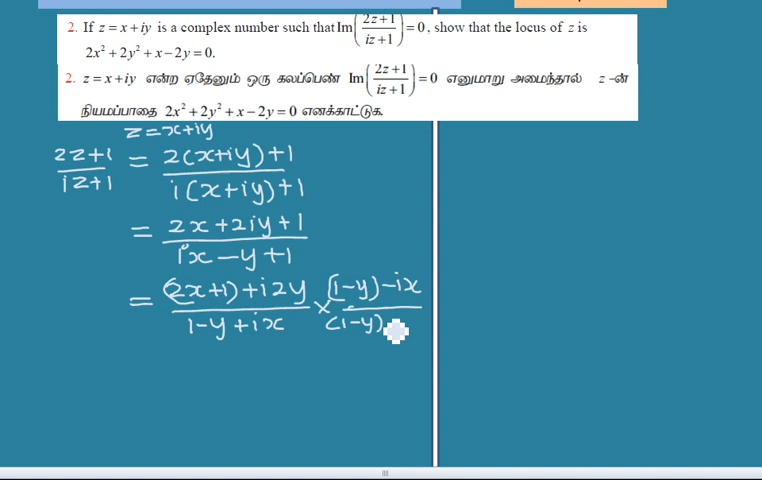 2. If z = x + iy is a complex number such that Im((2z+1)/(iz+1)) = 0, show that the locus of z is
2x² + 2y² + x − 2y = 0.
2. z = x + iy என்ற ஏதேனும் ஒரு கலப்பெண் Im((2z+1)/(iz+1)) = 0 எனுமாறு அமைந்தால் z -ன்
நியமப்பாதை 2x² + 2y² + x − 2y = 0 எனக்காட்டுக.
z = x+iy
(2z+1)/(iz+1) = (2(x+iy)+1)/(i(x+iy)+1)
= (2x+2iy+1)/(ix−y+1)
= ((2x+1)+i2y)/(1−y+ix) × ((1−y)−ix)/((1−y)